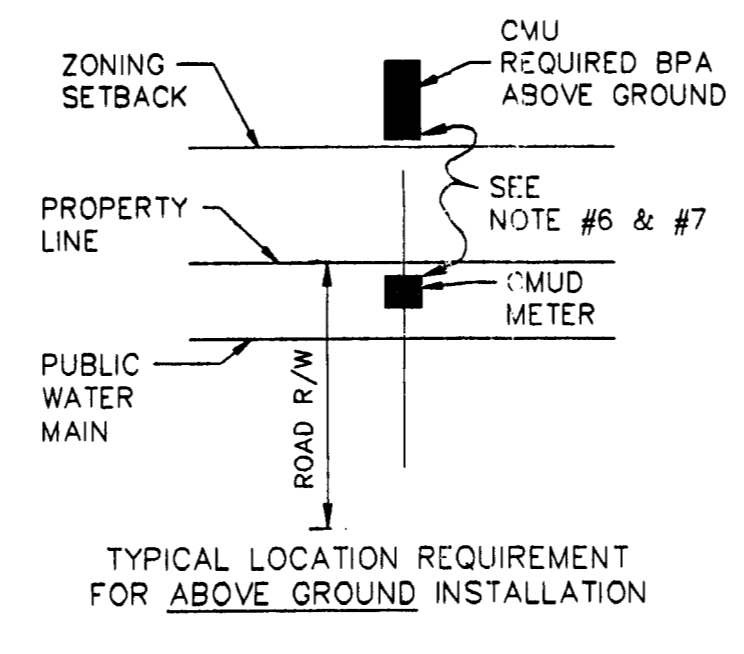 ZONING
SETBACK
CMU
REQUIRED BPA
ABOVE GROUND
PROPERTY
LINE
SEE
NOTE #6 & #7
CMUD
METER
PUBLIC
WATER
MAIN
ROAD R/W
TYPICAL LOCATION REQUIREMENT
FOR ABOVE GROUND INSTALLATION